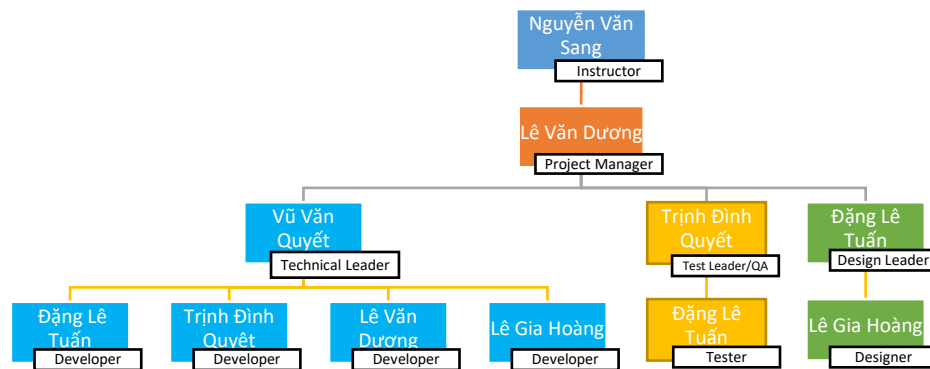 Nguyễn Văn
Sang
Instructor
Lê Văn Dương
Project Manager
Vũ Văn
Quyết
Technical Leader
Trịnh Đình
Quyết
Test Leader/QA
Đặng Lê
Tuấn
Design Leader
Đặng Lê
Tuấn
Developer
Trịnh Đình
Quyết
Developer
Lê Văn
Dương
Developer
Lê Gia Hoàng
Developer
Đặng Lê
Tuấn
Tester
Lê Gia Hoàng
Designer